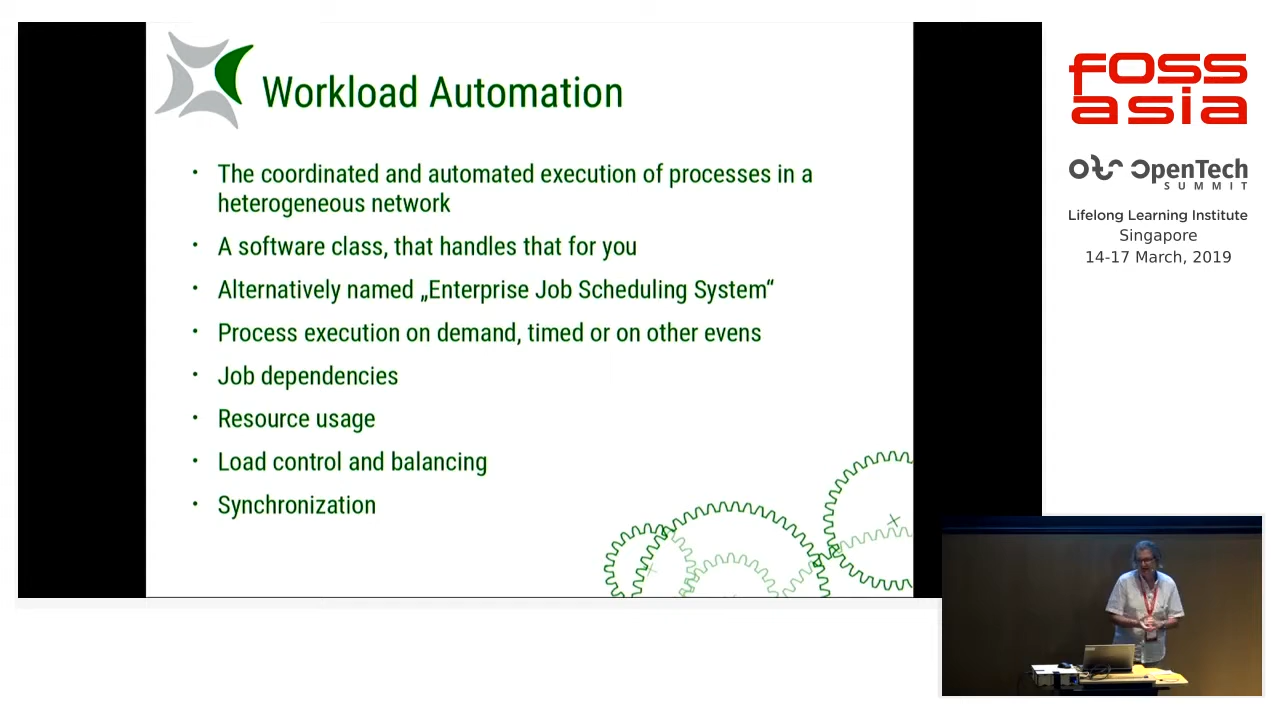 Workload Automation
• The coordinated and automated execution of processes in a
heterogeneous network
• A software class, that handles that for you
• Alternatively named „Enterprise Job Scheduling System“
• Process execution on demand, timed or on other evens
• Job dependencies
• Resource usage
• Load control and balancing
• Synchronization
FOSS
asia
OpenTech
SUMMIT
Lifelong Learning Institute
Singapore
14-17 March, 2019